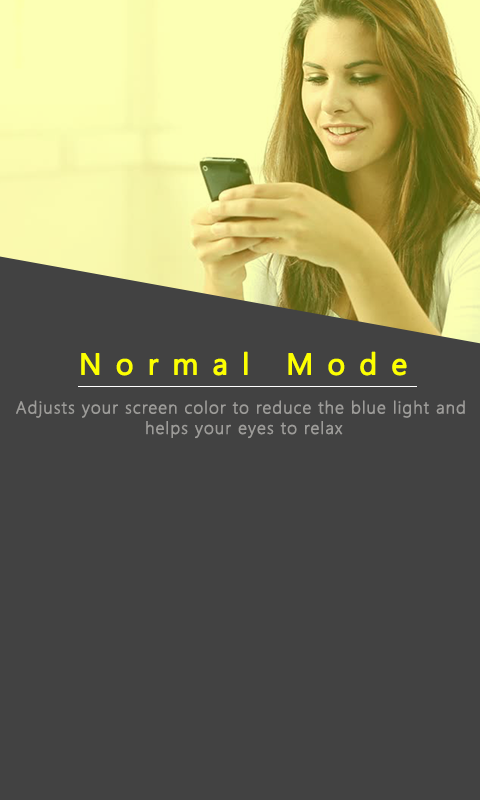 Normal Mode
Adjusts your screen color to reduce the blue light and
helps your eyes to relax